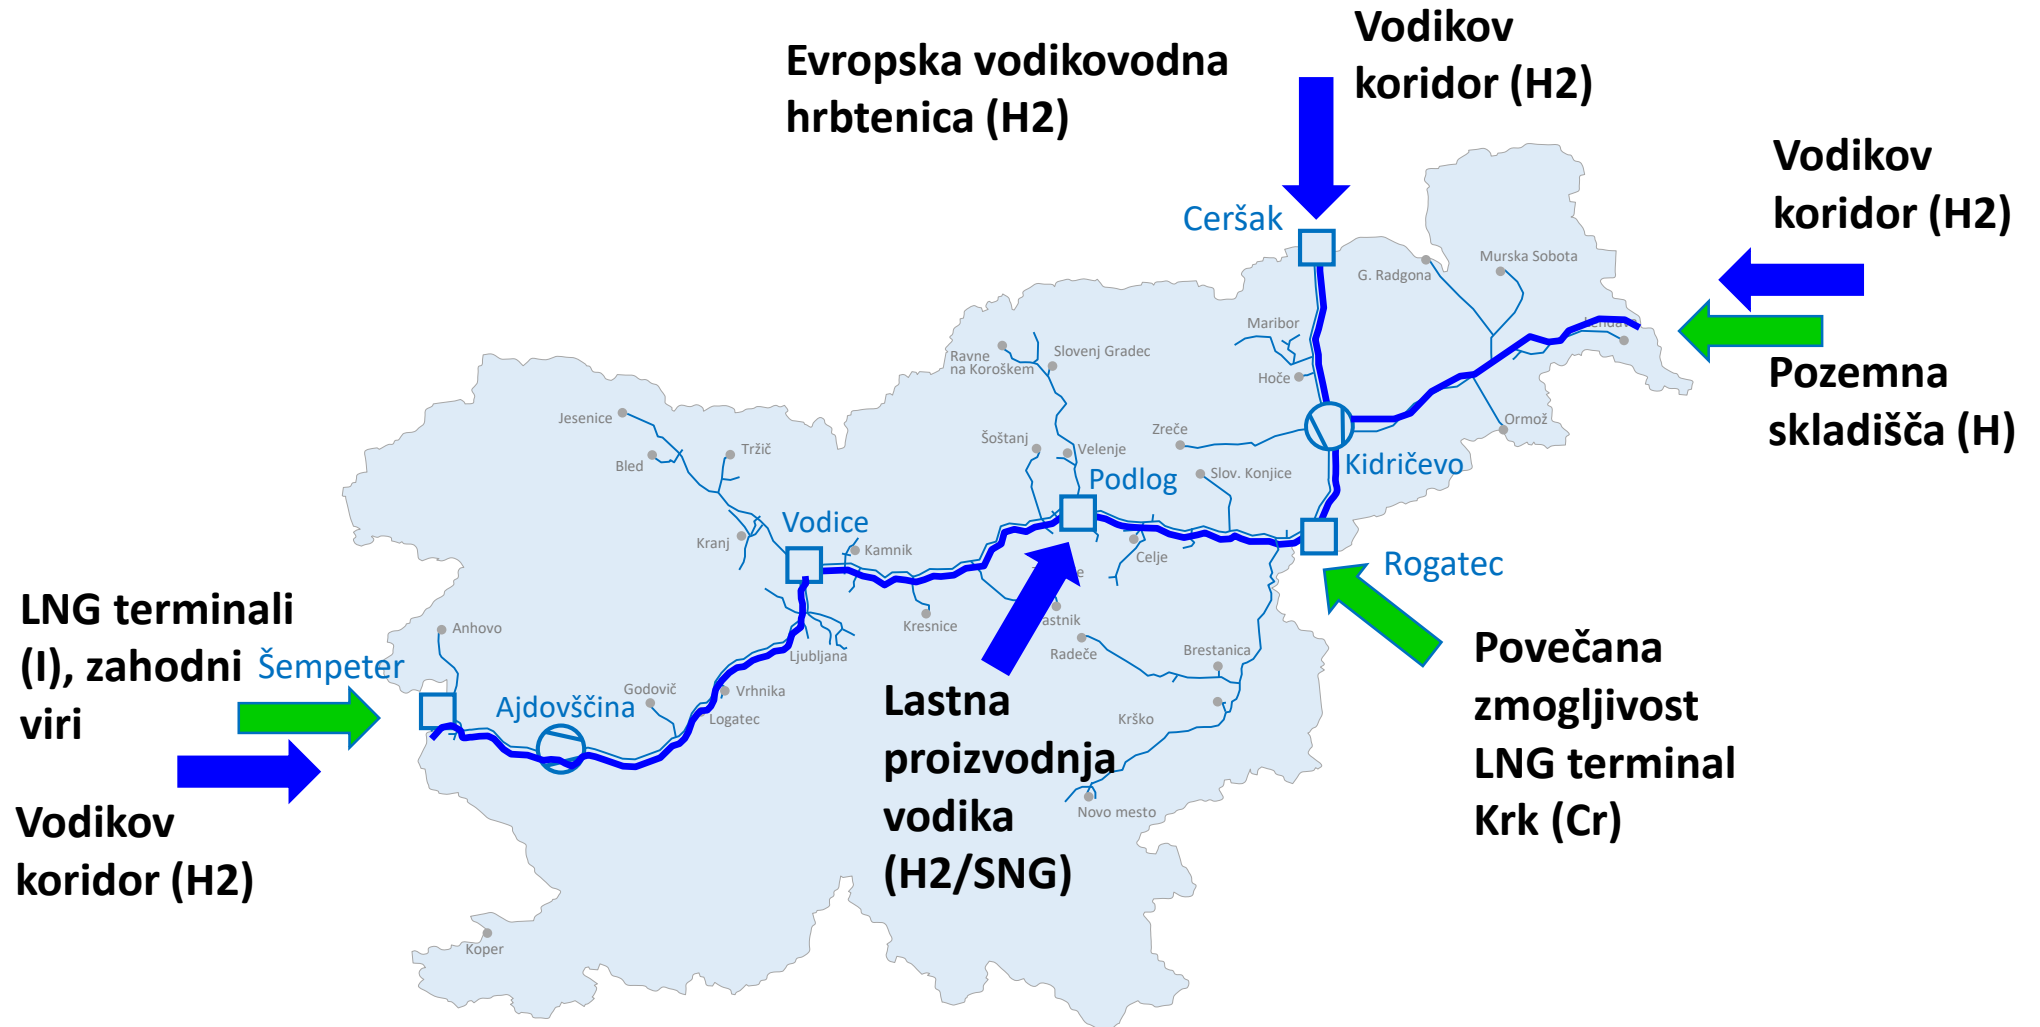 Evropska vodikovodna
hrbtenica (H2)
Vodikov
koridor (H2)
Vodikov
koridor (H2)
Ceršak
G. Radgona
Murska Sobota
Maribor
Hoče
Ravne
na Koroškem
Slovenj Gradec
Pozemna
skladišča (H)
Jesenice
Bled
Tržič
Šoštanj
Velenje
Zreče
Slov. Konjice
Ormož
Kidričevo
Podlog
Vodice
Kranj
Kamnik
Celje
Rogatec
Kresnice
Radeče
Brestanica
Ljubljana
LNG terminali
(I), zahodni
viri
Anhovo
Šempeter
Godovič
Vrhnika
Logatec
Ajdovščina
Krško
Novo mesto
Lastna
proizvodnja
vodika
(H2/SNG)
Povečana
zmogljivost
LNG terminal
Krk (Cr)
Vodikov
koridor (H2)
Koper